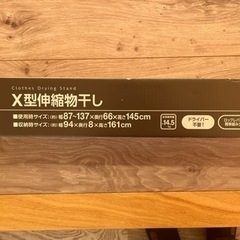 Clothes Drying Stand
X型伸縮物干し
■使用時サイズ:(約)幅87~137×奥行66×高さ145cm
■収納時サイズ:(約)幅94×奥行8×高さ161cm
14.5
ドライバー
不要!